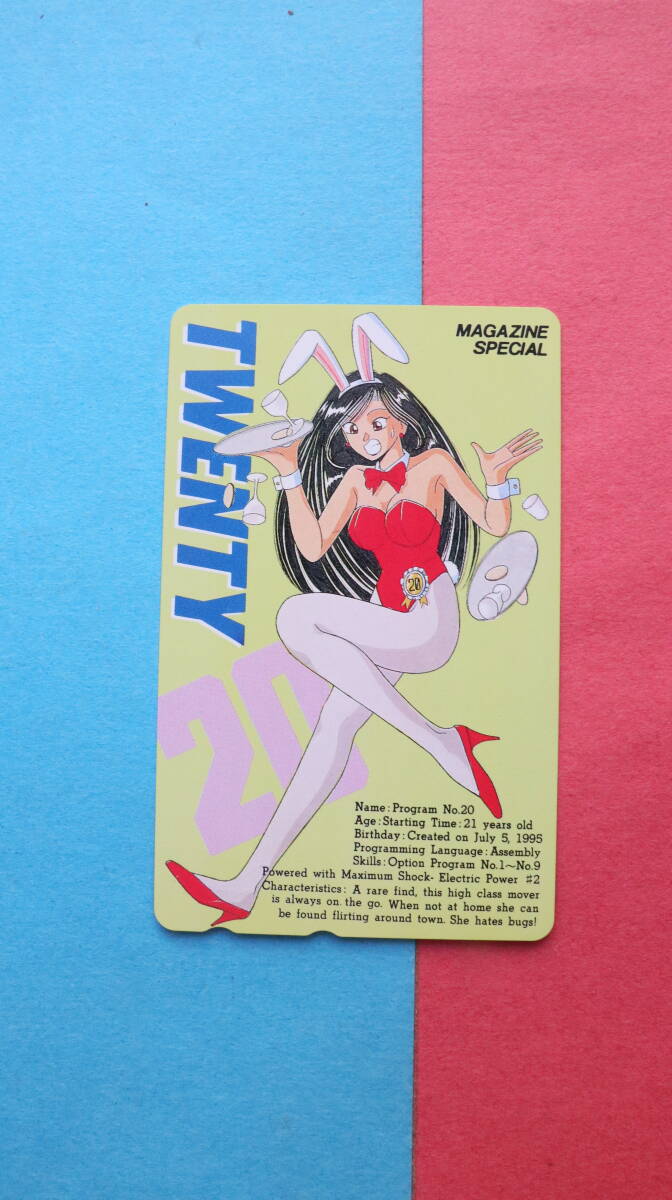 MAGAZINE
SPECIAL
TWENTY
20
20
Name:Program No.20
Age:Starting Time:21 years old
Birthday:Created on July 5, 1995
Programming Language:Assembly
Skills:Option Program No.1~No.9
Powered with Maximum Shock- Electric Power #2
Characteristics: A rare find, this high class mover
is always on the go. When not at home she can
be found flirting around town. She hates bugs!